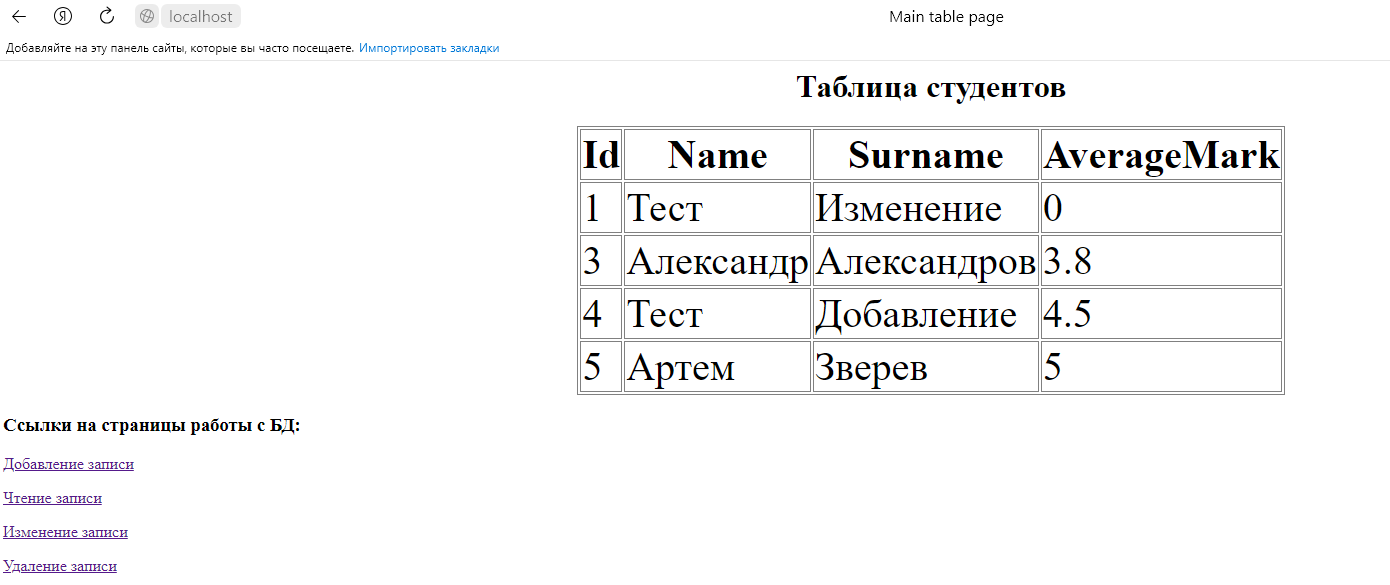 Я localhost Main table page
Добавляйте на эту панель сайты, которые вы часто посещаете. Импортировать закладки
Таблица студентов
Id Name Surname AverageMark
1 Тест Изменение 0
3 Александр Александров 3.8
4 Тест Добавление 4.5
5 Артем Зверев 5
Ссылки на страницы работы с БД:
Добавление записи
Чтение записи
Изменение записи
Удаление записи